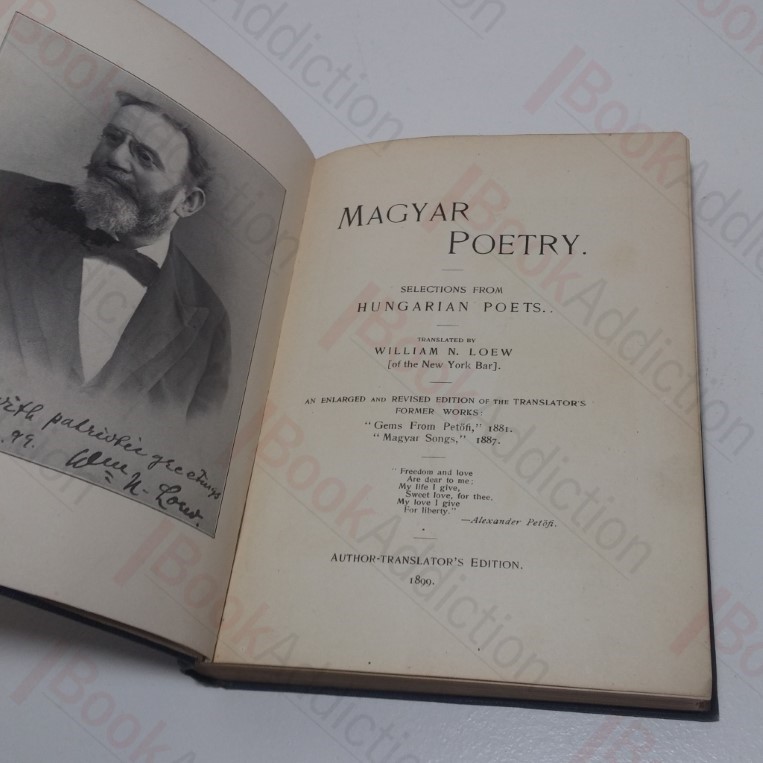 with patriotic greetings
99.
Wm N. Loew.
MAGYAR
POETRY.
SELECTIONS FROM
HUNGARIAN POETS..
TRANSLATED BY
WILLIAM N. LOEW
[of the New York Bar].
AN ENLARGED AND REVISED EDITION OF THE TRANSLATOR'S
FORMER WORKS:
"Gems From Petőfi," 1881.
"Magyar Songs," 1887.
"Freedom and love
Are dear to me;
My life I give,
Sweet love, for thee,
My love I give
For liberty."
—Alexander Petőfi.
AUTHOR-TRANSLATOR'S EDITION.
1899.
BookAddiction